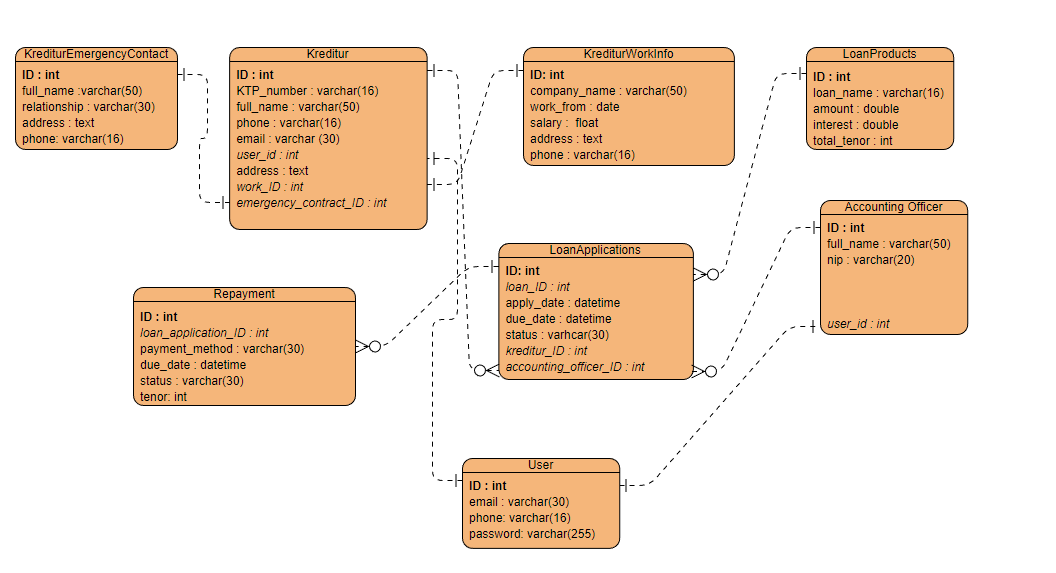 KrediturEmergencyContact
ID : int
full_name :varchar(50)
relationship : varchar(30)
address : text
phone: varchar(16)
Kreditur
ID : int
KTP_number : varchar(16)
full_name : varchar(50)
phone : varchar(16)
email : varchar (30)
user_id : int
address : text
work_ID : int
emergency_contract_ID : int
KrediturWorkInfo
ID: int
company_name : varchar(50)
work_from : date
salary : float
address : text
phone : varchar(16)
LoanProducts
ID : int
loan_name : varchar(16)
amount : double
interest : double
total_tenor : int
Accounting Officer
ID : int
full_name : varchar(50)
nip : varchar(20)
user_id : int
LoanApplications
ID: int
loan_ID : int
apply_date : datetime
due_date : datetime
status : varhcar(30)
kreditur_ID : int
accounting_officer_ID : int
Repayment
ID : int
loan_application_ID : int
payment_method : varchar(30)
due_date : datetime
status : varchar(30)
tenor: int
User
ID : int
email : varchar(30)
phone: varchar(16)
password: varchar(255)